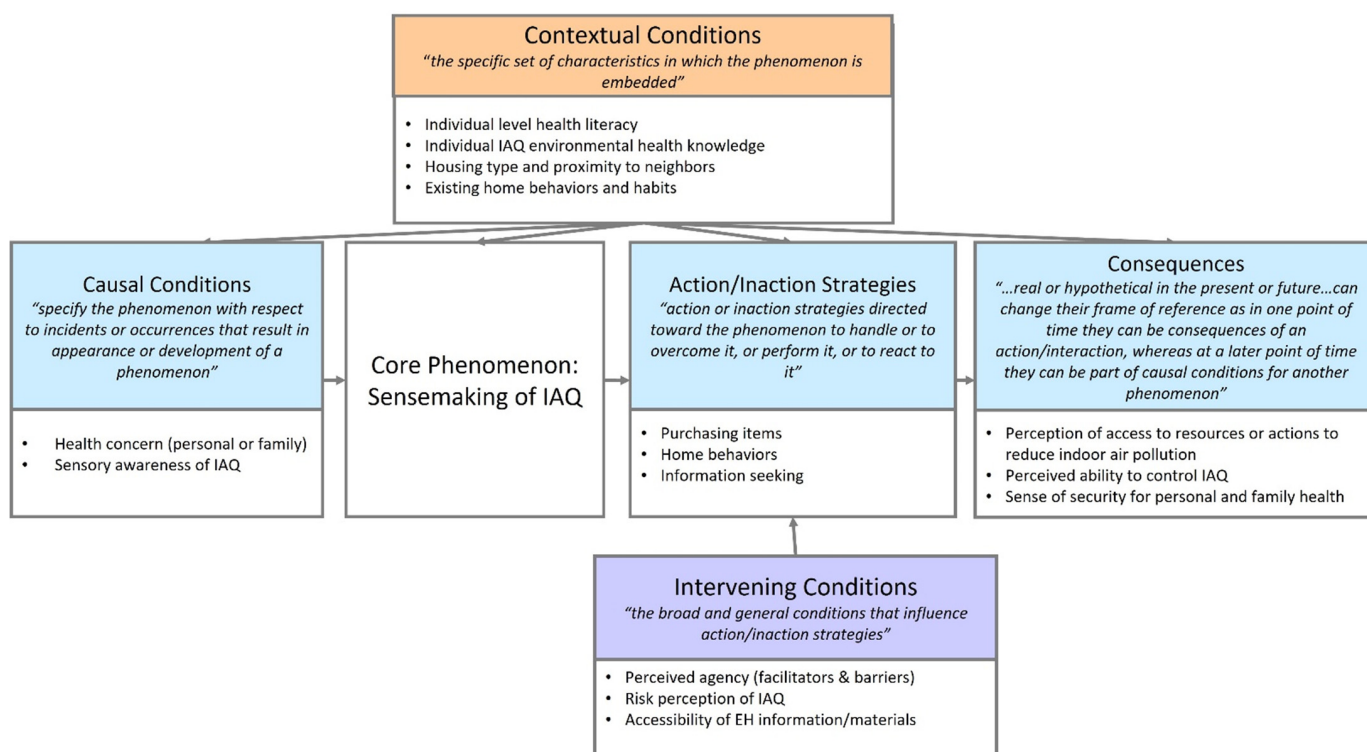 Contextual Conditions
“the specific set of characteristics in which the phenomenon is
embedded”
• Individual level health literacy
• Individual IAQ environmental health knowledge
• Housing type and proximity to neighbors
• Existing home behaviors and habits
Causal Conditions
“specify the phenomenon with respect
to incidents or occurrences that result in
appearance or development of a
phenomenon”
• Health concern (personal or family)
• Sensory awareness of IAQ
Core Phenomenon:
Sensemaking of IAQ
Action/Inaction Strategies
“action or inaction strategies directed
toward the phenomenon to handle or to
overcome it, or perform it, or to react to
it”
• Purchasing items
• Home behaviors
• Information seeking
Consequences
“…real or hypothetical in the present or future…can
change their frame of reference as in one point of
time they can be consequences of an
action/interaction, whereas at a later point of time
they can be part of causal conditions for another
phenomenon”
• Perception of access to resources or actions to
reduce indoor air pollution
• Perceived ability to control IAQ
• Sense of security for personal and family health
Intervening Conditions
“the broad and general conditions that influence
action/inaction strategies”
• Perceived agency (facilitators & barriers)
• Risk perception of IAQ
• Accessibility of EH information/materials